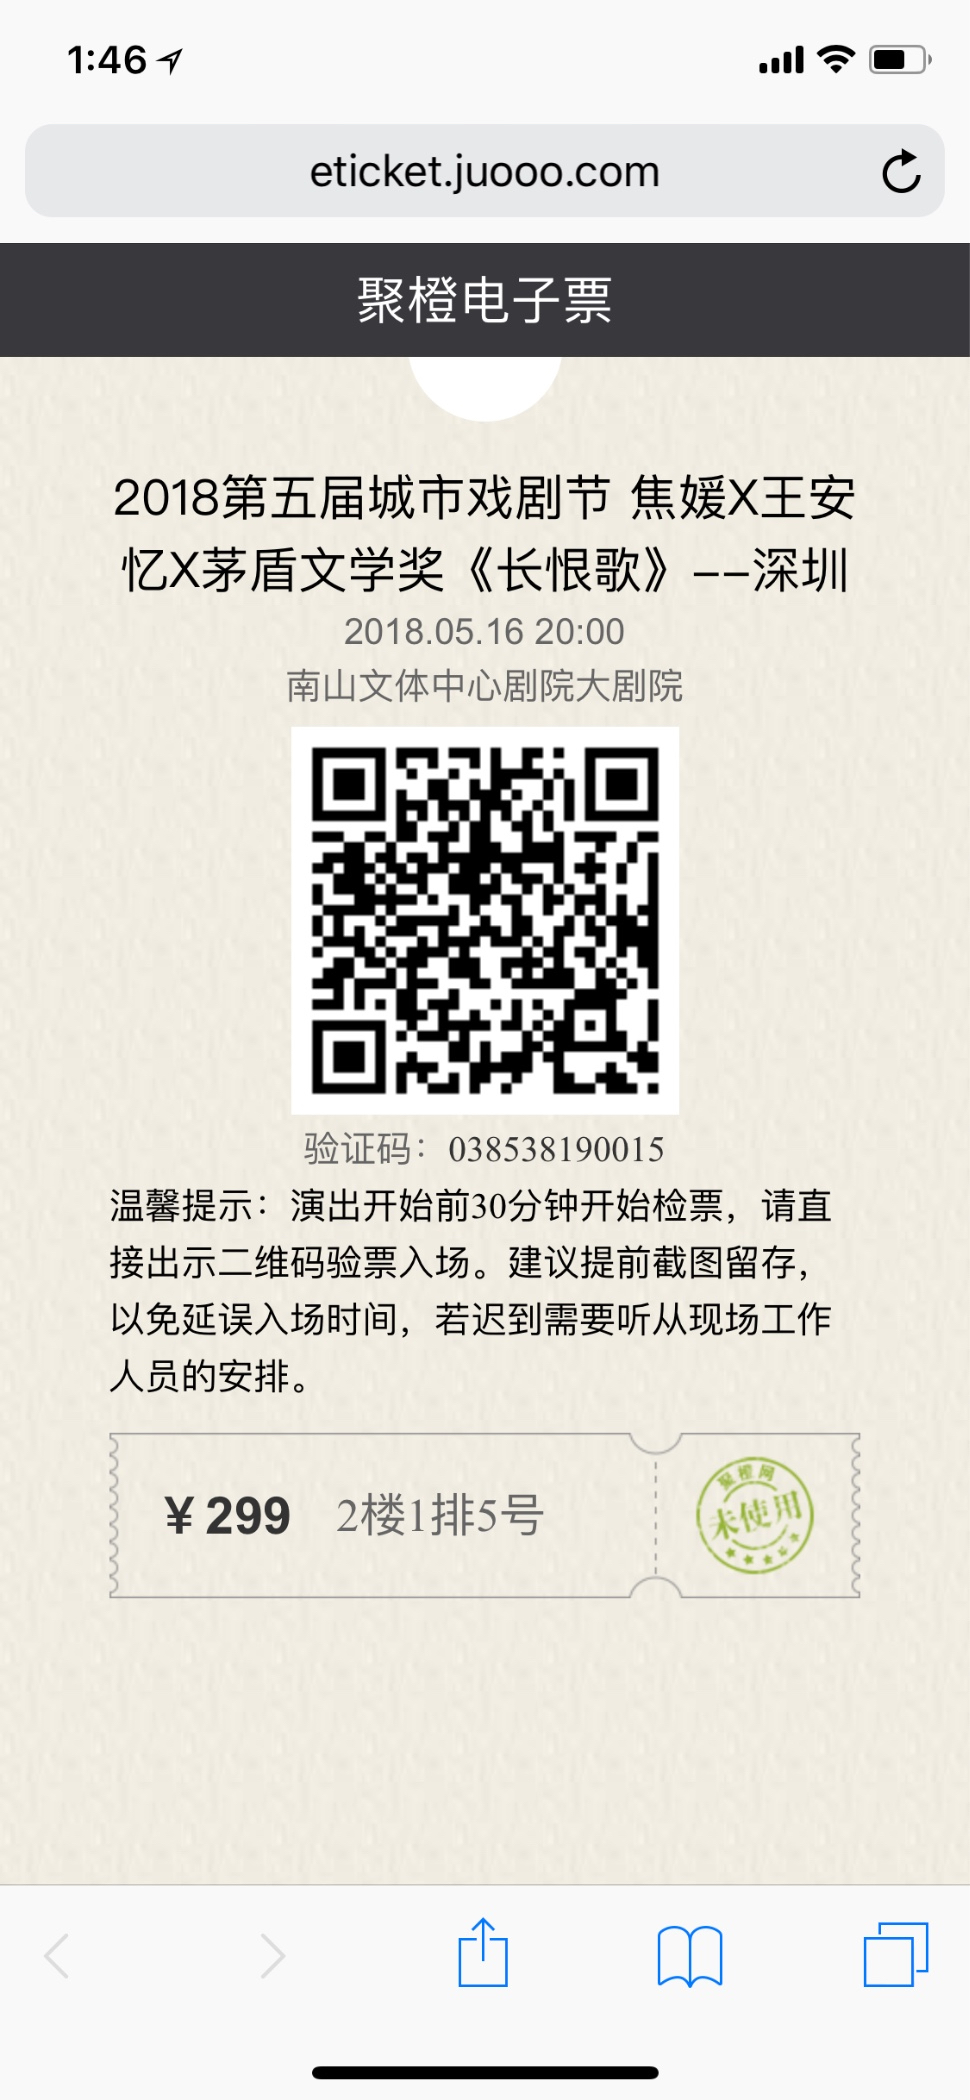 1:46
eticket.juooo.com
聚橙电子票
2018第五届城市戏剧节 焦媛X王安
忆X茅盾文学奖《长恨歌》--深圳
2018.05.16 20:00
南山文体中心剧院大剧院
验证码：038538190015
温馨提示：演出开始前30分钟开始检票，请直
接出示二维码验票入场。建议提前截图留存，
以免延误入场时间，若迟到需要听从现场工作
人员的安排。
¥299 2楼1排5号
聚橙网
未使用